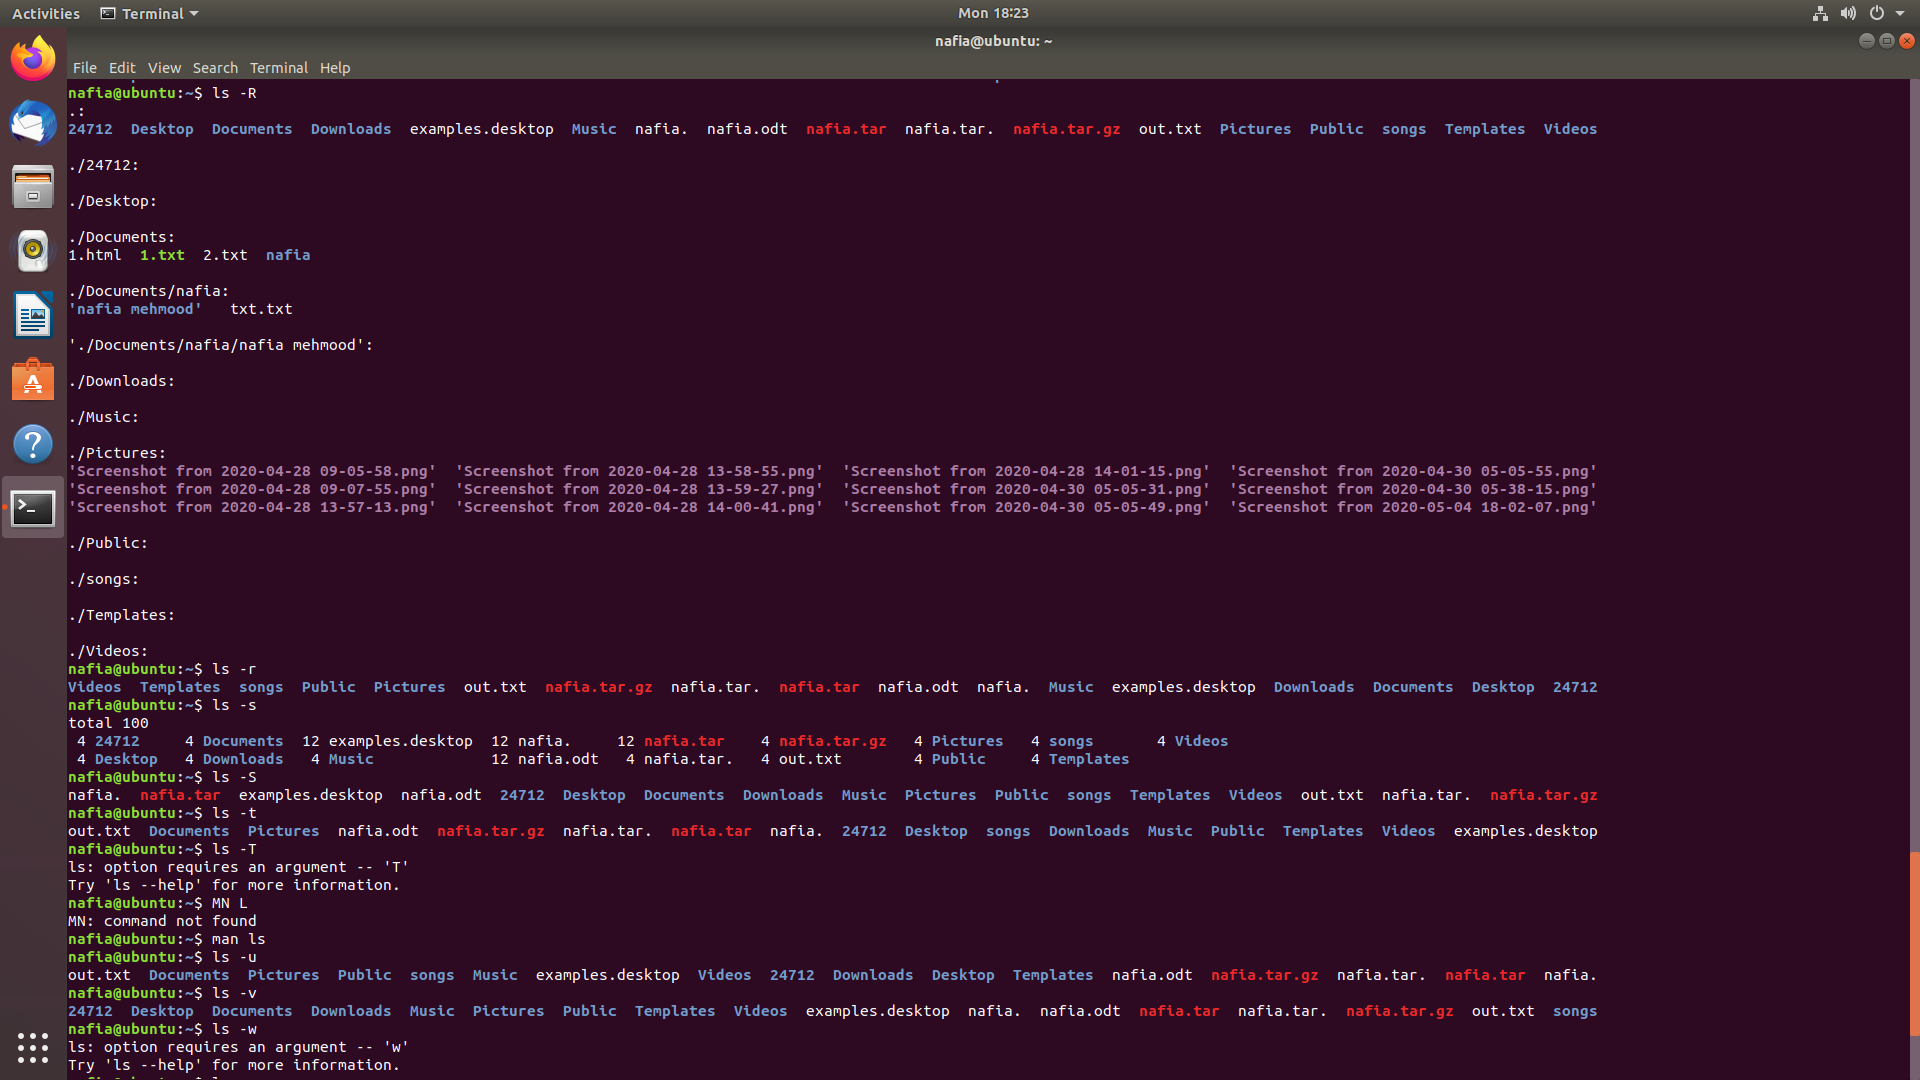 Activities Terminal Mon 18:23
nafia@ubuntu: ~
File Edit View Search Terminal Help
nafia@ubuntu:~$ ls -R
.:
24712 Desktop Documents Downloads examples.desktop Music nafia. nafia.odt nafia.tar nafia.tar. nafia.tar.gz out.txt Pictures Public songs Templates Videos
./24712:
./Desktop:
./Documents:
1.html 1.txt 2.txt nafia
./Documents/nafia:
'nafia mehmood' txt.txt
'./Documents/nafia/nafia mehmood':
./Downloads:
./Music:
./Pictures:
'Screenshot from 2020-04-28 09-05-58.png' 'Screenshot from 2020-04-28 13-58-55.png' 'Screenshot from 2020-04-28 14-01-15.png' 'Screenshot from 2020-04-30 05-05-55.png'
'Screenshot from 2020-04-28 09-07-55.png' 'Screenshot from 2020-04-28 13-59-27.png' 'Screenshot from 2020-04-30 05-05-31.png' 'Screenshot from 2020-04-30 05-38-15.png'
'Screenshot from 2020-04-28 13-57-13.png' 'Screenshot from 2020-04-28 14-00-41.png' 'Screenshot from 2020-04-30 05-05-49.png' 'Screenshot from 2020-05-04 18-02-07.png'
./Public:
./songs:
./Templates:
./Videos:
nafia@ubuntu:~$ ls -r
Videos Templates songs Public Pictures out.txt nafia.tar.gz nafia.tar. nafia.tar nafia.odt nafia. Music examples.desktop Downloads Documents Desktop 24712
nafia@ubuntu:~$ ls -s
total 100
4 24712 4 Documents 12 examples.desktop 12 nafia. 12 nafia.tar 4 nafia.tar.gz 4 Pictures 4 songs 4 Videos
4 Desktop 4 Downloads 4 Music 12 nafia.odt 4 nafia.tar. 4 out.txt 4 Public 4 Templates
nafia@ubuntu:~$ ls -S
nafia. nafia.tar examples.desktop nafia.odt 24712 Desktop Documents Downloads Music Pictures Public songs Templates Videos out.txt nafia.tar. nafia.tar.gz
nafia@ubuntu:~$ ls -t
out.txt Documents Pictures nafia.odt nafia.tar.gz nafia.tar. nafia.tar nafia. 24712 Desktop songs Downloads Music Public Templates Videos examples.desktop
nafia@ubuntu:~$ ls -T
ls: option requires an argument -- 'T'
Try 'ls --help' for more information.
nafia@ubuntu:~$ MN L
MN: command not found
nafia@ubuntu:~$ man ls
nafia@ubuntu:~$ ls -u
out.txt Documents Pictures Public songs Music examples.desktop Videos 24712 Downloads Desktop Templates nafia.odt nafia.tar.gz nafia.tar. nafia.tar nafia.
nafia@ubuntu:~$ ls -v
24712 Desktop Documents Downloads Music Pictures Public Templates Videos examples.desktop nafia. nafia.odt nafia.tar nafia.tar. nafia.tar.gz out.txt songs
nafia@ubuntu:~$ ls -w
ls: option requires an argument -- 'w'
Try 'ls --help' for more information.